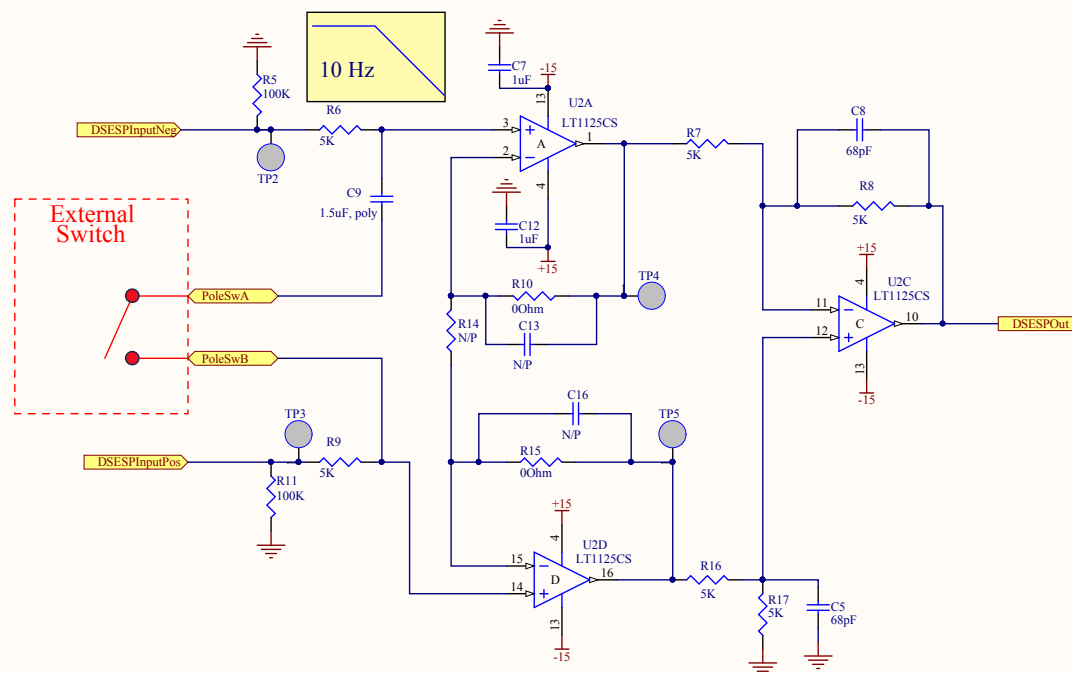 10 Hz
C7
1uF
-15
13
U2A
LT1125CS
R5
100K
R6
5K
DSESPInputNeg
TP2
3
2
A
1
4
R7
5K
C8
68pF
R8
5K
C9
1.5uF, poly
C12
1uF
+15
External
Switch
PoleSwA
PoleSwB
R10
0Ohm
TP4
C13
N/P
R14
N/P
+15
4
U2C
LT1125CS
11
12
C
10
13
-15
DSESPOut
C16
N/P
TP5
R15
0Ohm
TP3
R9
5K
DSESPInputPos
R11
100K
+15
4
U2D
LT1125CS
15
14
D
16
13
-15
R16
5K
R17
5K
C5
68pF